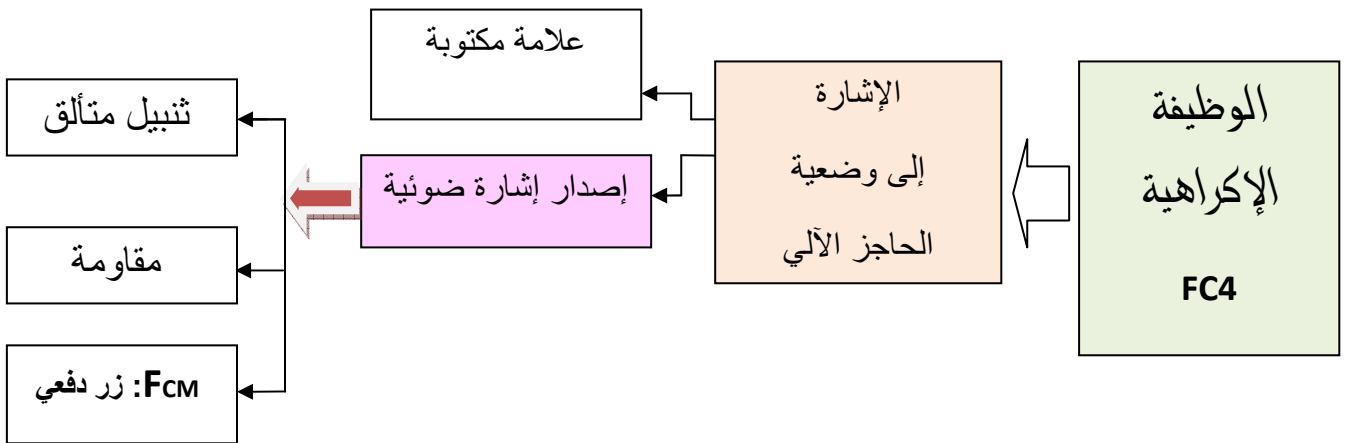 الوظيفة
الإكراهية
FC4
الإشارة
إلى وضعية
الحاجز الآلي
علامة مكتوبة
إصدار إشارة ضوئية
ثنبيل متألق
مقاومة
FCM: زر دفعي